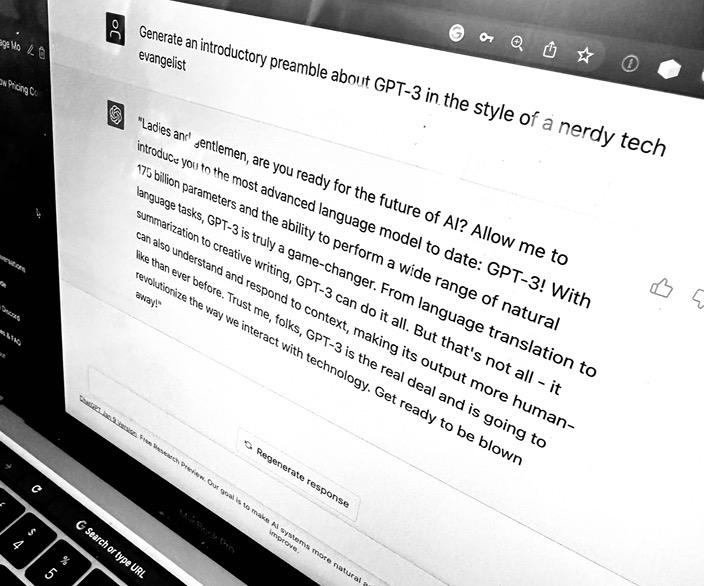 age Mo
ow Pricing Co
Generate an introductory preamble about GPT-3 in the style of a nerdy tech
evangelist
"Ladies and gentlemen, are you ready for the future of AI? Allow me to
introduce you to the most advanced language model to date: GPT-3! With
175 billion parameters and the ability to perform a wide range of natural
language tasks, GPT-3 is truly a game-changer. From language translation to
summarization to creative writing, GPT-3 can do it all. But that's not all - it
can also understand and respond to context, making its output more human-
like than ever before. Trust me, folks, GPT-3 is the real deal and is going to
revolutionize the way we interact with technology. Get ready to be blown
away!"
ersations
Discord
s & FAQ
Regenerate response
ChatGPT Jan 9 Version. Free Research Preview. Our goal is to make AI systems more natural a
improve.
MacBook Pro
G Search or type URL
$
4
%
5